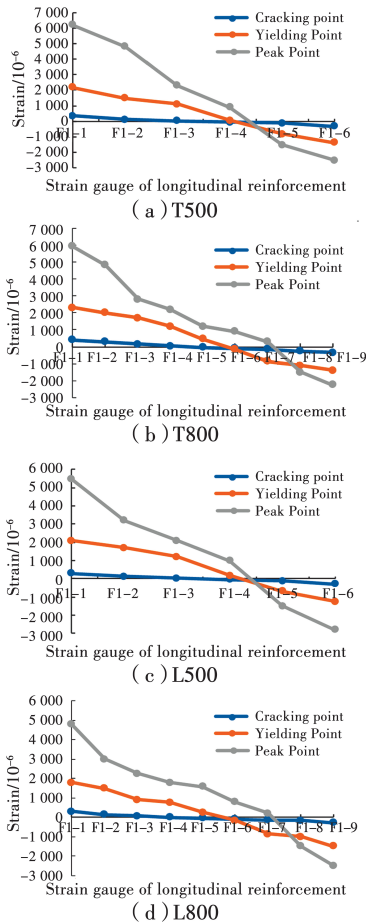 7 000
6 000
5 000
4 000
3 000
2 000
1 000
0
-1 000
-2 000
-3 000
Strain/10⁻⁶
Cracking point
Yielding Point
Peak Point
F1-1 F1-2 F1-3 F1-4 F1-5 F1-6
Strain gauge of longitudinal reinforcement
( a ) T500
7 000
6 000
5 000
4 000
3 000
2 000
1 000
0
-1 000
-2 000
-3 000
Strain/10⁻⁶
Cracking point
Yielding Point
Peak Point
F1-1 F1-2 F1-3 F1-4 F1-5 F1-6 F1-7 F1-8 F1-9
Strain gauge of longitudinal reinforcement
( b ) T800
6 000
5 000
4 000
3 000
2 000
1 000
0
-1 000
-2 000
-3 000
Strain/10⁻⁶
Cracking point
Yielding Point
Peak Point
F1-1 F1-2 F1-3 F1-4 F1-5 F1-6
Strain gauge of longitudinal reinforcement
( c ) L500
6 000
5 000
4 000
3 000
2 000
1 000
0
-1 000
-2 000
-3 000
Strain/10⁻⁶
Cracking point
Yielding Point
Peak Point
F1-1 F1-2 F1-3 F1-4 F1-5 F1-6 F1-7 F1-8 F1-9
Strain gauge of longitudinal reinforcement
( d ) L800